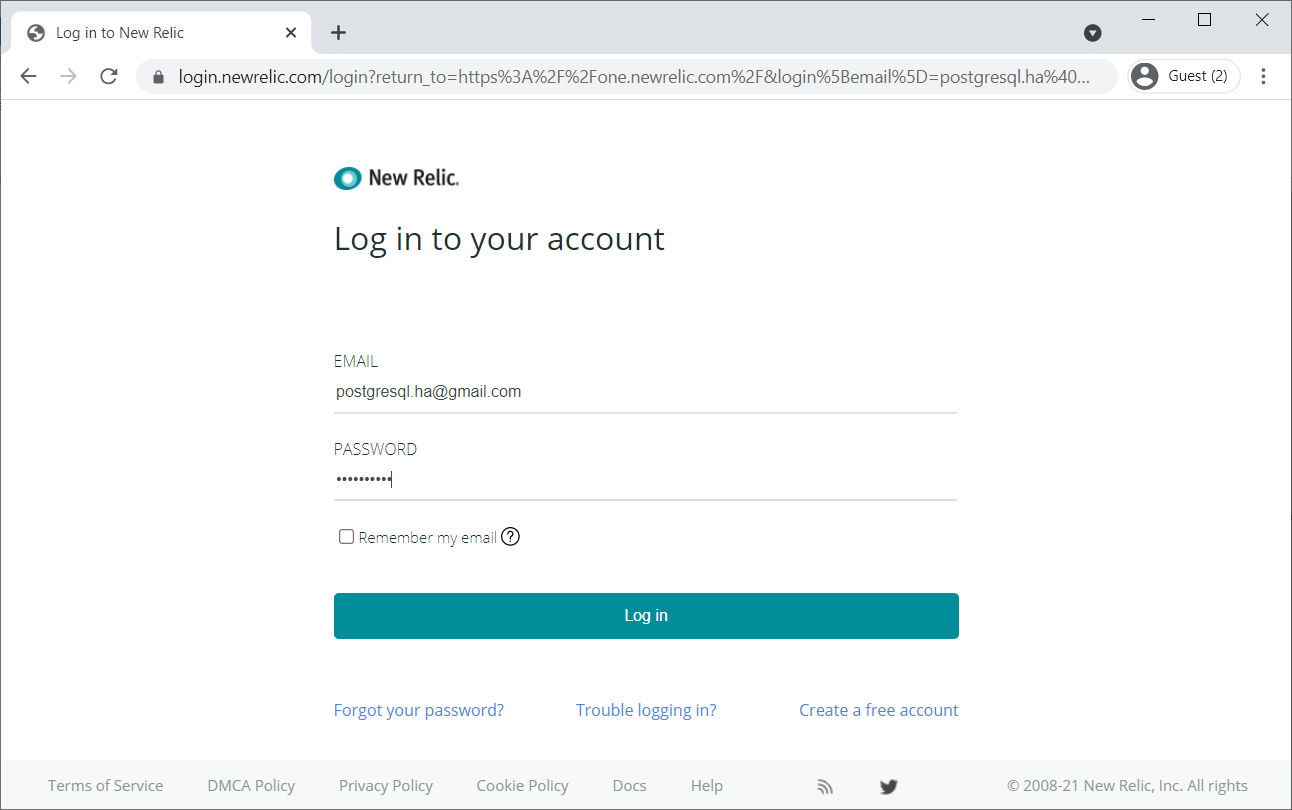 Log in to New Relic
login.newrelic.com/login?return_to=https%3A%2F%2Fone.newrelic.com%2F&login%5Bemail%5D=postgresql.ha%40...
Guest (2)
New Relic.
Log in to your account
EMAIL
postgresql.ha@gmail.com
PASSWORD
••••••••••
Remember my email ?
Log in
Forgot your password? Trouble logging in? Create a free account
Terms of Service DMCA Policy Privacy Policy Cookie Policy Docs Help © 2008-21 New Relic, Inc. All rights